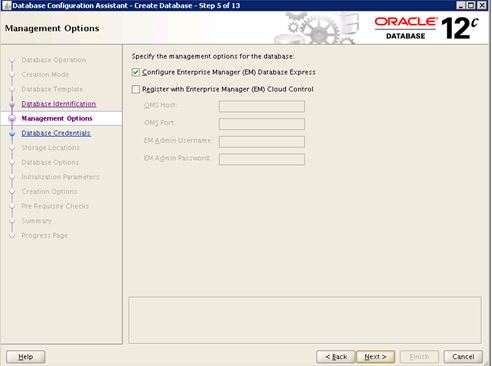 Database Configuration Assistant - Create Database - Step 5 of 13
Management Options
ORACLE
DATABASE 12c
Database Operation
Creation Mode
Database Template
Database Identification
Management Options
Database Credentials
Storage Locations
Database Options
Initialization Parameters
Creation Options
Pre Requisite Checks
Summary
Progress Page
Specify the management options for the database:
Configure Enterprise Manager (EM) Database Express
Register with Enterprise Manager (EM) Cloud Control
OMS Host:
OMS Port:
EM Admin Username:
EM Admin Password:
Help
< Back
Next >
Finish
Cancel